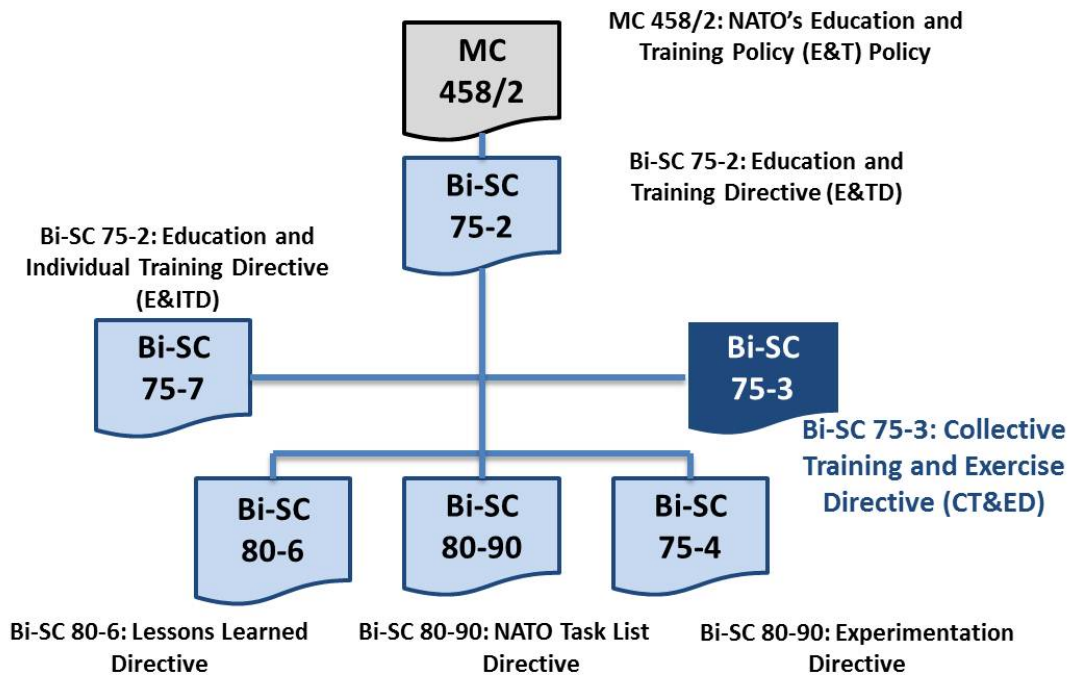 MC 458/2: NATO's Education and
Training Policy (E&T) Policy
MC
458/2
Bi-SC 75-2: Education and
Training Directive (E&TD)
Bi-SC
75-2
Bi-SC 75-2: Education and
Individual Training Directive
(E&ITD)
Bi-SC
75-7
Bi-SC
75-3
Bi-SC 75-3: Collective
Training and Exercise
Directive (CT&ED)
Bi-SC
80-6
Bi-SC
80-90
Bi-SC
75-4
Bi-SC 80-6: Lessons Learned
Directive
Bi-SC 80-90: NATO Task List
Directive
Bi-SC 80-90: Experimentation
Directive